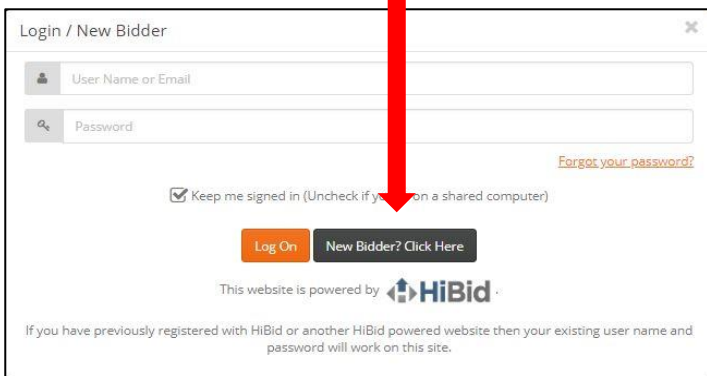 Login / New Bidder
User Name or Email
Password
Forgot your password?
Keep me signed in (Uncheck if on a shared computer)
Log On New Bidder? Click Here
This website is powered by HiBid.
If you have previously registered with HiBid or another HiBid powered website then your existing user name and
password will work on this site.